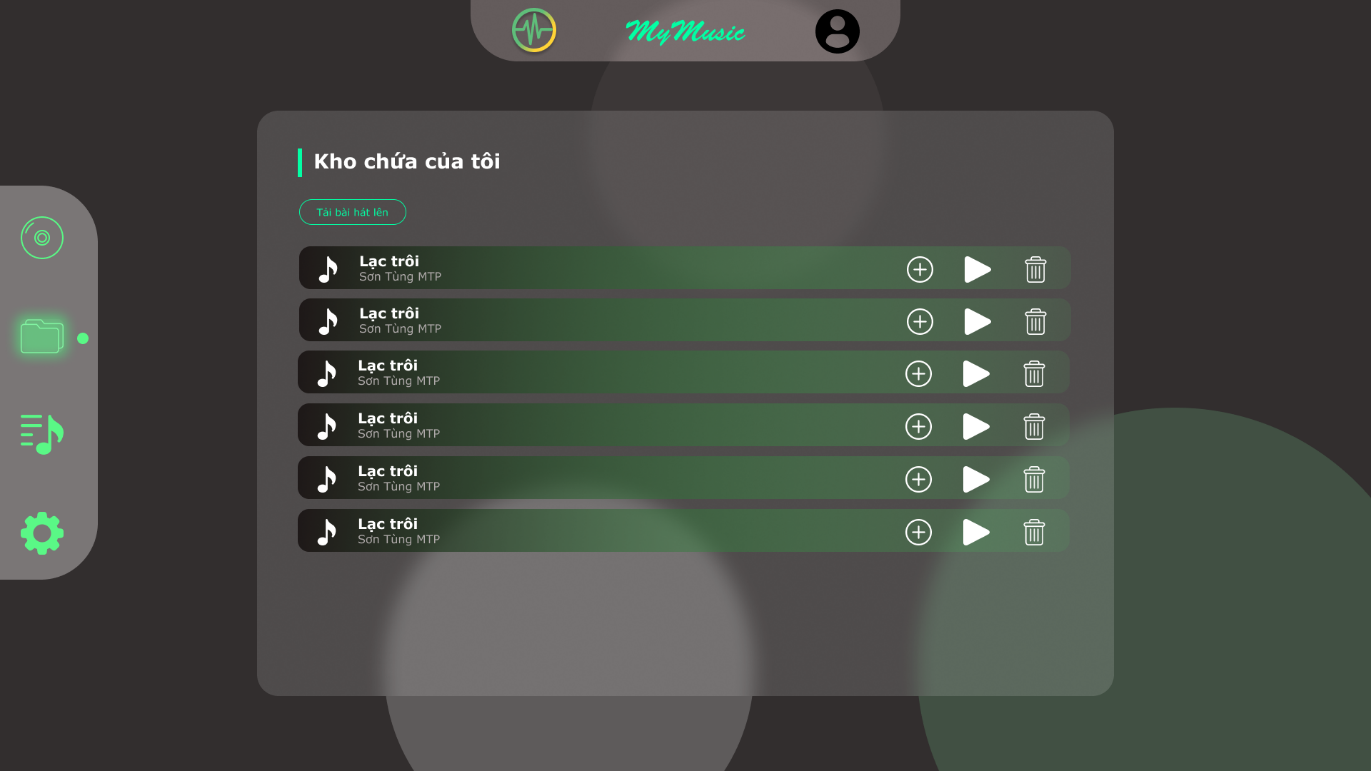 MyMusic
Kho chứa của tôi
Tải bài hát lên
Lạc trôi
Sơn Tùng MTP
Lạc trôi
Sơn Tùng MTP
Lạc trôi
Sơn Tùng MTP
Lạc trôi
Sơn Tùng MTP
Lạc trôi
Sơn Tùng MTP
Lạc trôi
Sơn Tùng MTP